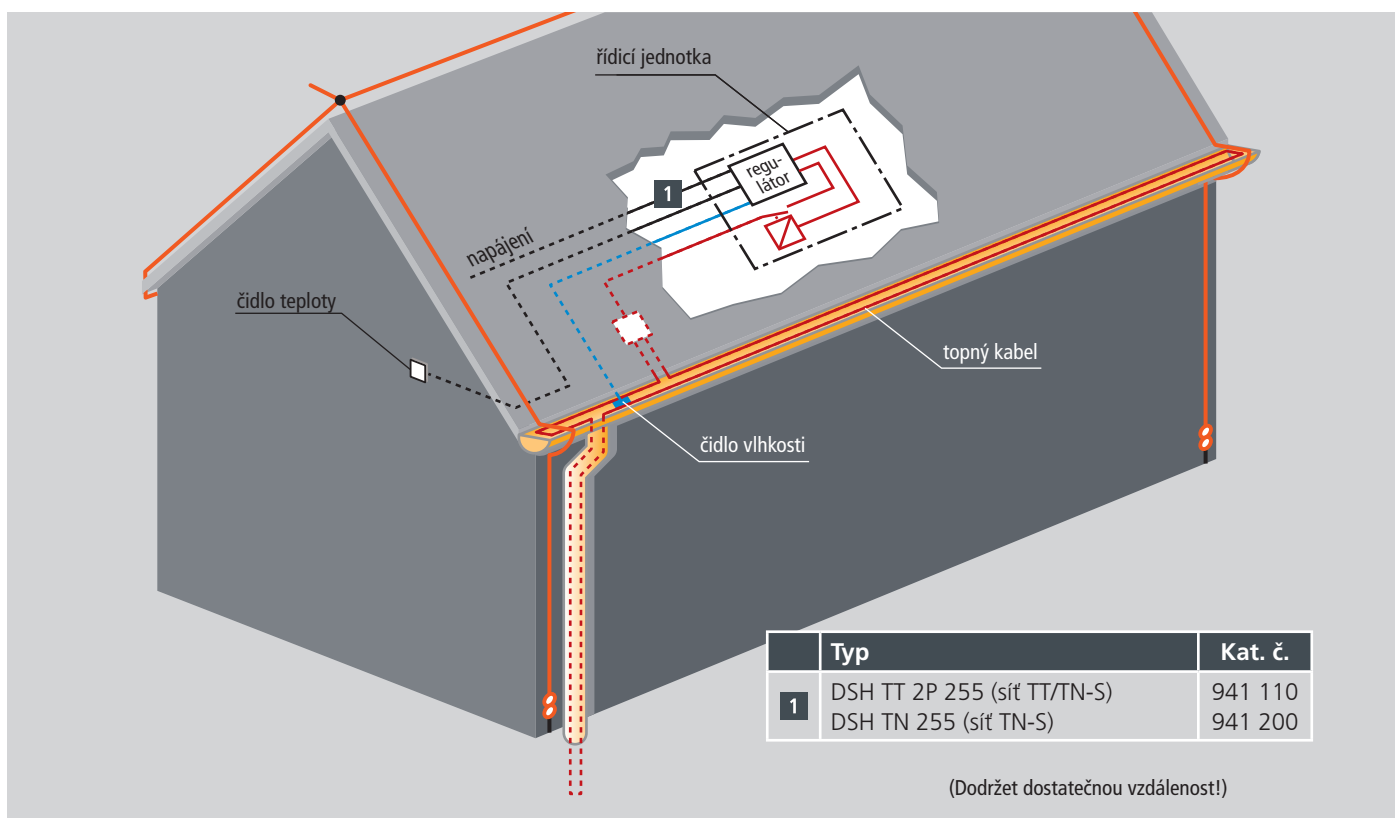 řídicí jednotka
regu-
látor
1
napájení
čidlo teploty
topný kabel
čidlo vlhkosti
Typ Kat. č.
1 DSH TT 2P 255 (síť TT/TN-S) 941 110
DSH TN 255 (síť TN-S) 941 200
(Dodržet dostatečnou vzdálenost!)